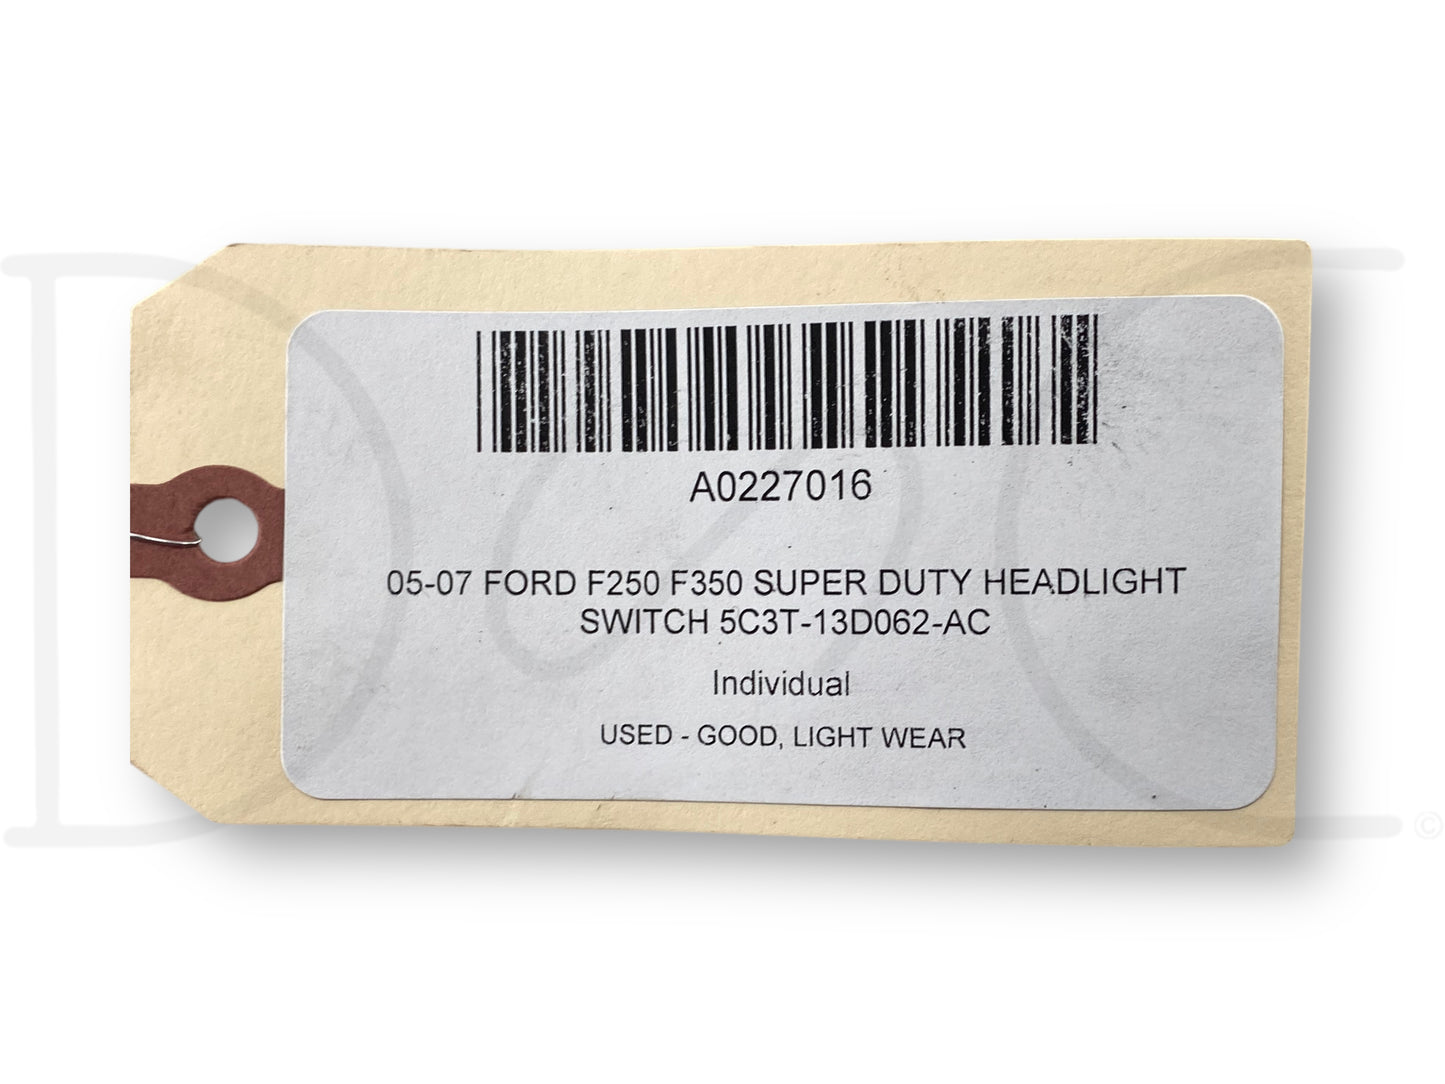 A0227016
05-07 FORD F250 F350 SUPER DUTY HEADLIGHT
SWITCH 5C3T-13D062-AC
Individual
USED - GOOD, LIGHT WEAR
©